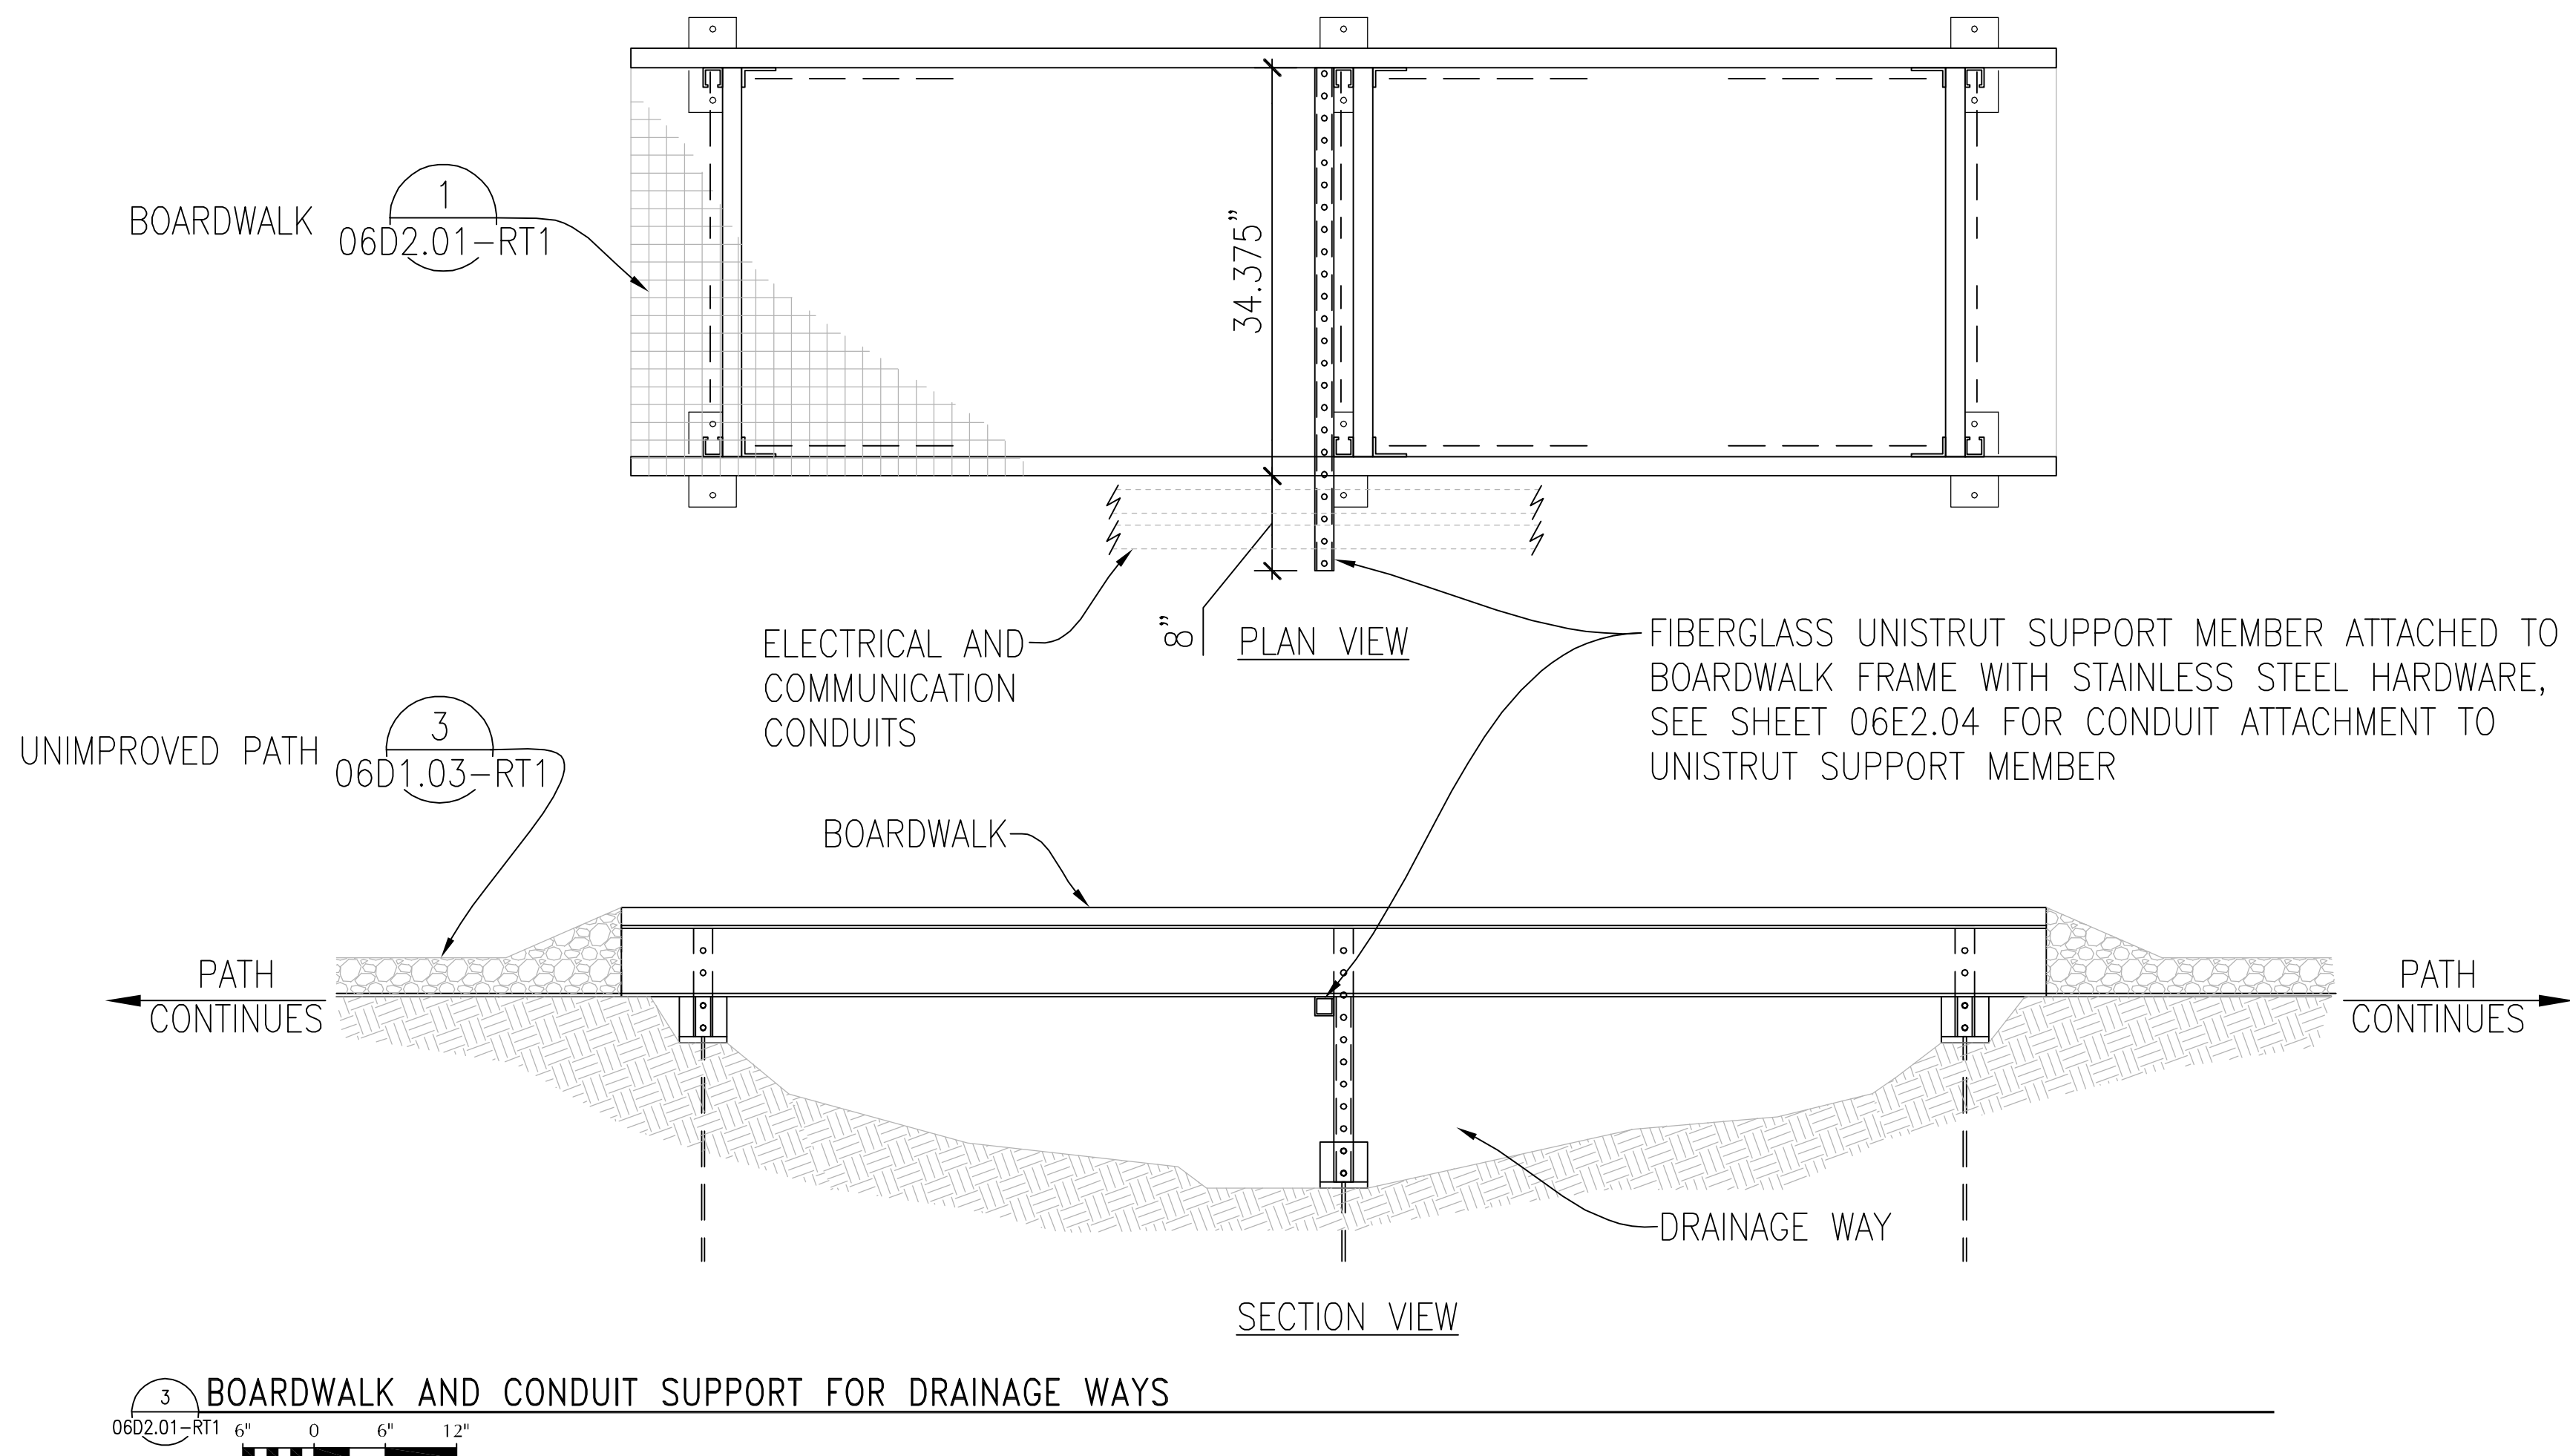 BOARDWALK
1
06D2.01-RT1
34.375"
8"
PLAN VIEW
ELECTRICAL AND
COMMUNICATION
CONDUITS
FIBERGLASS UNISTRUT SUPPORT MEMBER ATTACHED TO
BOARDWALK FRAME WITH STAINLESS STEEL HARDWARE,
SEE SHEET 06E2.04 FOR CONDUIT ATTACHMENT TO
UNISTRUT SUPPORT MEMBER
UNIMPROVED PATH
3
06D1.03-RT1
BOARDWALK
PATH
CONTINUES
PATH
CONTINUES
DRAINAGE WAY
SECTION VIEW
3
06D2.01-RT1
BOARDWALK AND CONDUIT SUPPORT FOR DRAINAGE WAYS
6" 0 6" 12"